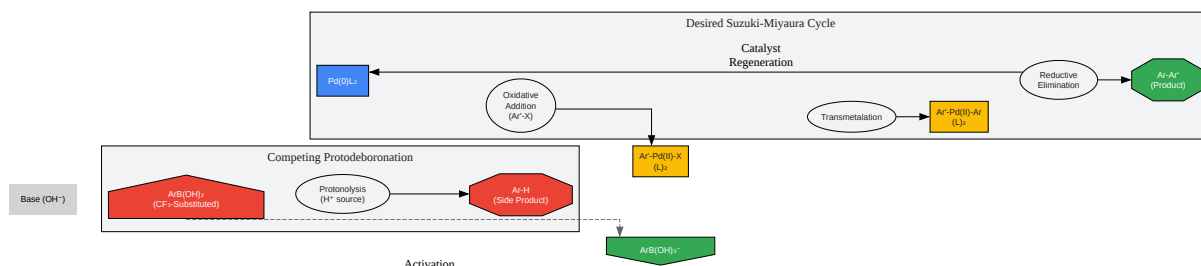 Desired Suzuki-Miyaura Cycle
Catalyst
Regeneration
Pd(0)L₂
Oxidative
Addition
(Ar'-X)
Transmetalation
Ar'-Pd(II)-Ar
(L)₂
Reductive
Elimination
Ar-Ar'
(Product)
Ar'-Pd(II)-X
(L)₂
Competing Protodeboronation
Base (OH⁻)
ArB(OH)₂
(CF₃-Substituted)
Protonolysis
(H⁺ source)
Ar-H
(Side Product)
ArB(OH)₃⁻
Activation